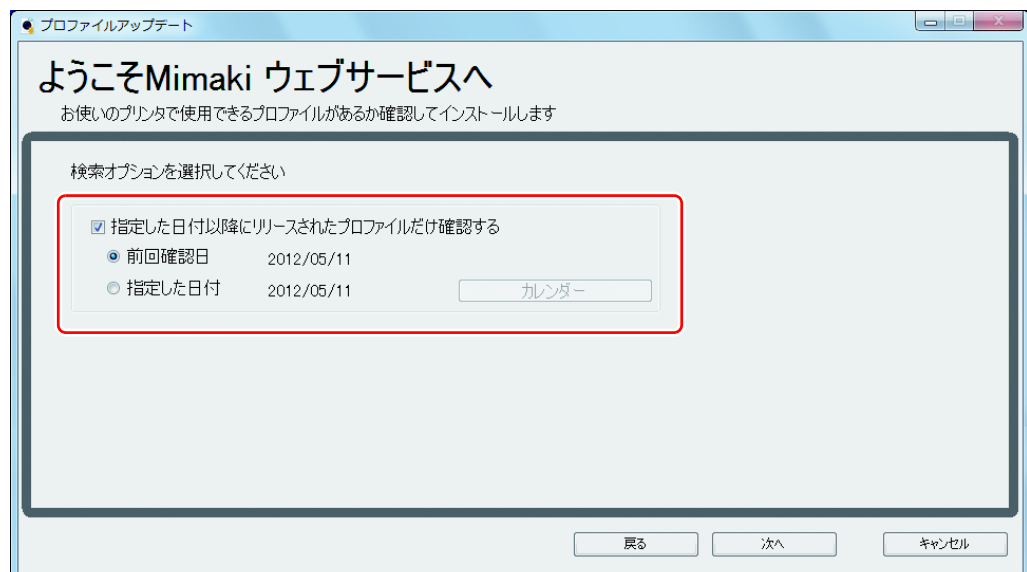 プロファイルアップデート
ようこそMimaki ウェブサービスへ
お使いのプリンタで使用できるプロファイルがあるか確認してインストールします
検索オプションを選択してください
指定した日付以降にリリースされたプロファイルだけ確認する
前回確認日 2012/05/11
指定した日付 2012/05/11 カレンダー
戻る 次へ キャンセル